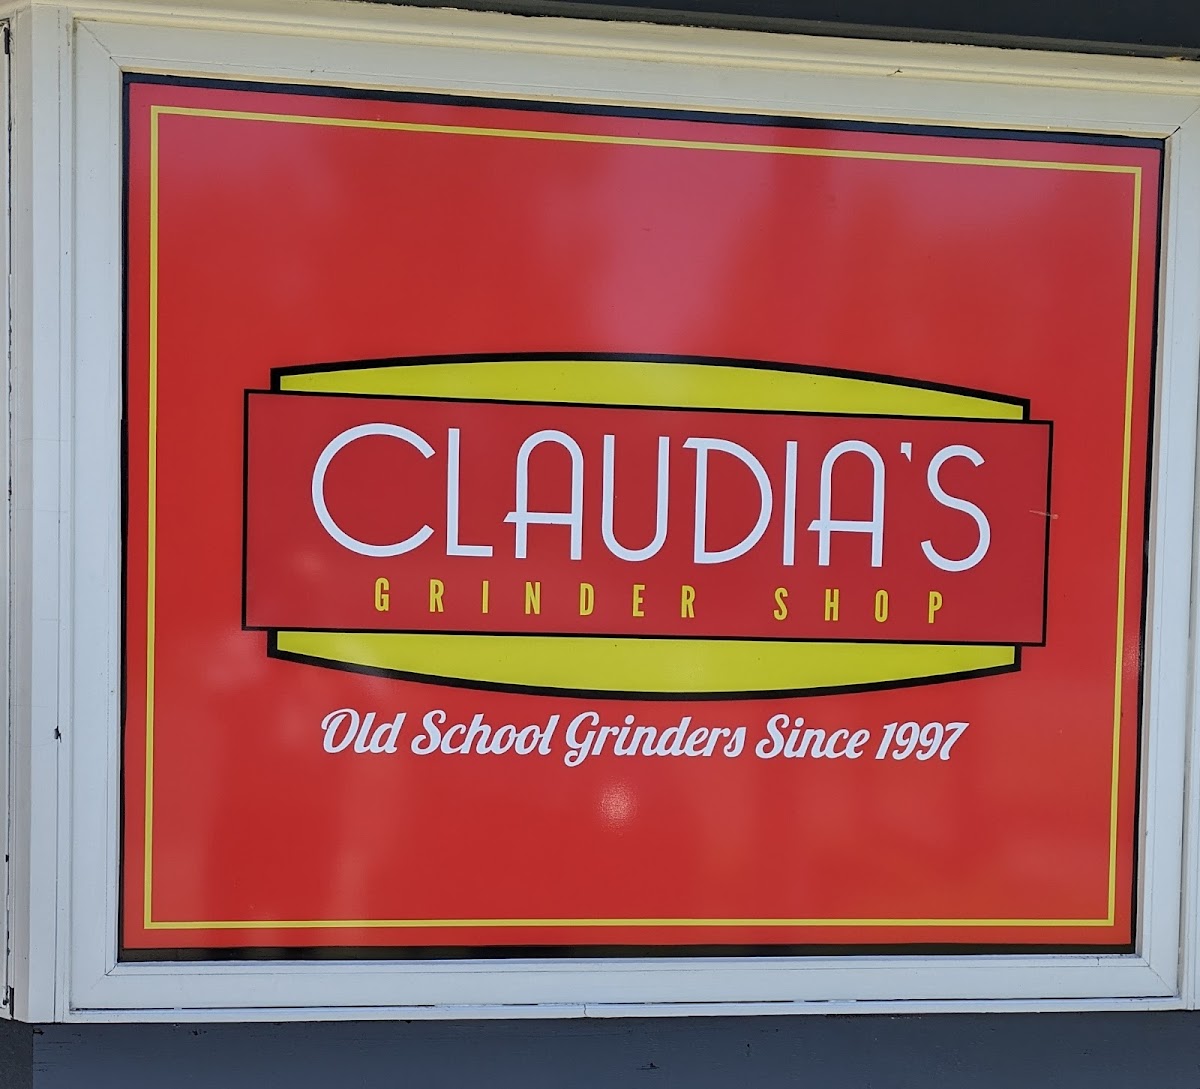 CLAUDIA'S
GRINDER SHOP
Old School Grinders Since 1997